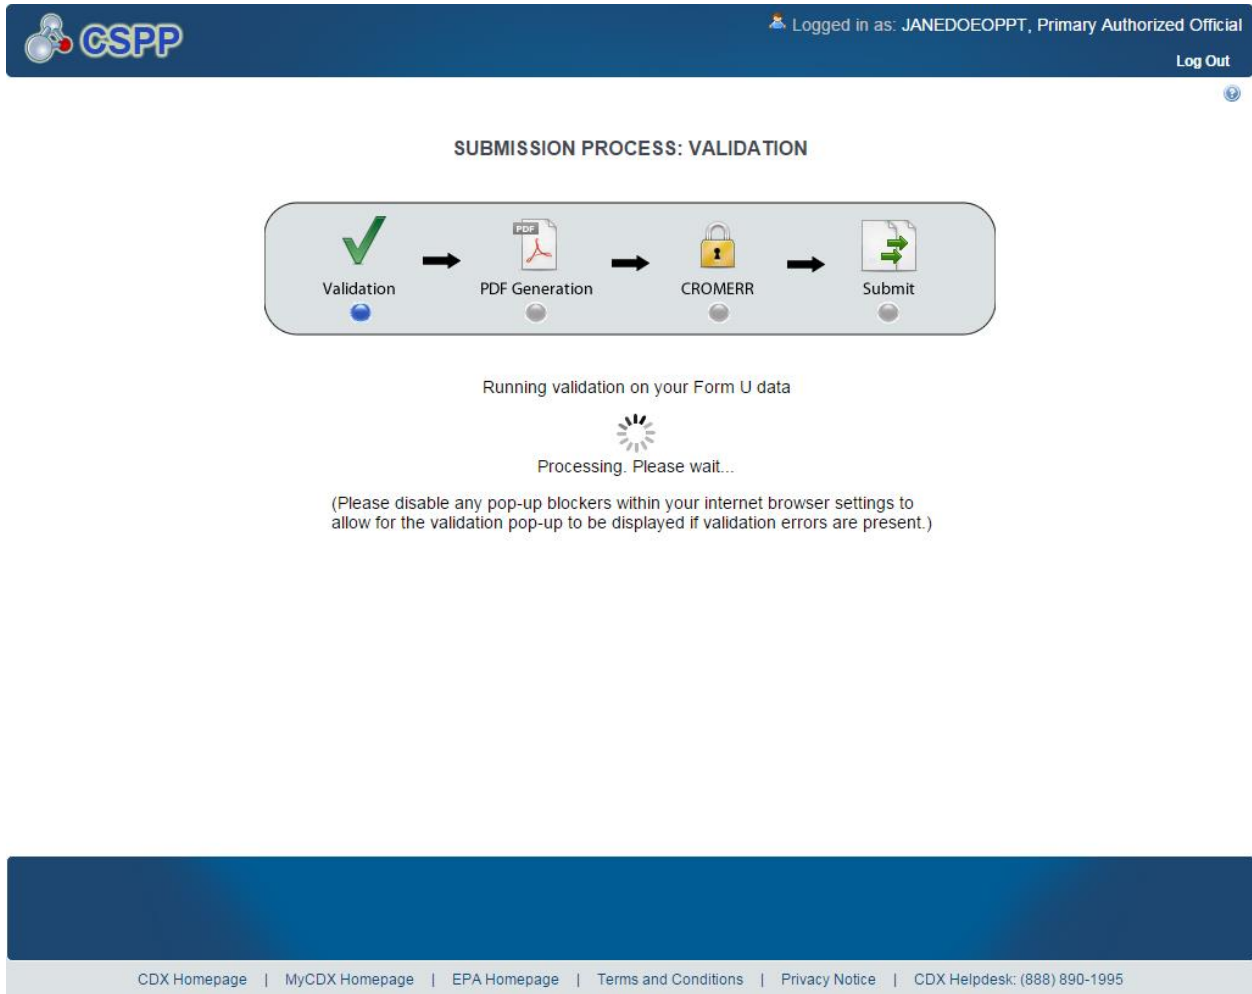 CSPP
Logged in as: JANEDOEOPPT, Primary Authorized Official
Log Out
SUBMISSION PROCESS: VALIDATION
PDF
Validation PDF Generation CROMERR Submit
Running validation on your Form U data
Processing. Please wait...
(Please disable any pop-up blockers within your internet browser settings to
allow for the validation pop-up to be displayed if validation errors are present.)
CDX Homepage | MyCDX Homepage | EPA Homepage | Terms and Conditions | Privacy Notice | CDX Helpdesk: (888) 890-1995